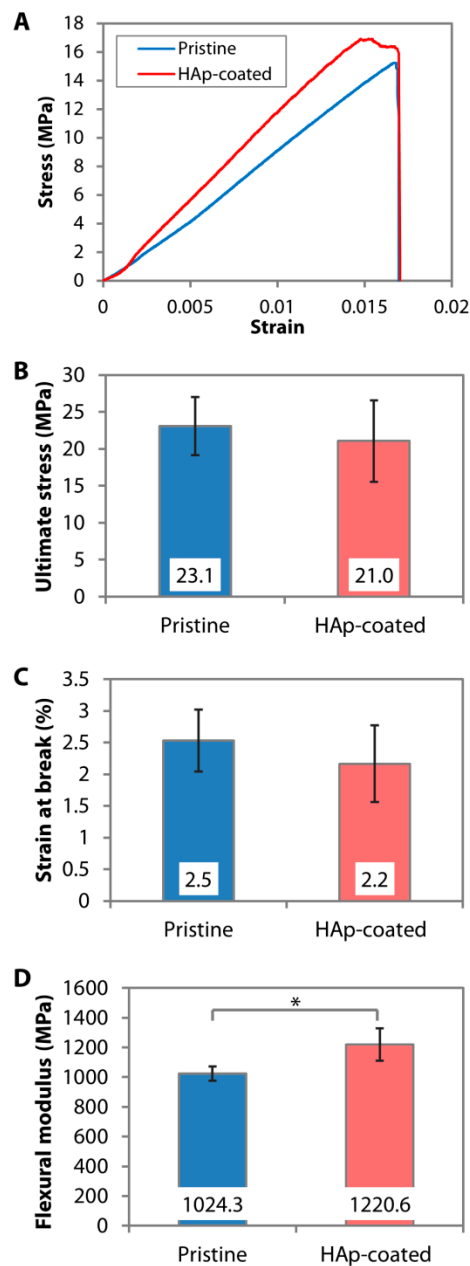 A
Stress (MPa)
18
16
14
12
10
8
6
4
2
0
Pristine
HAp-coated
0 0.005 0.01 0.015 0.02
Strain
B
Ultimate stress (MPa)
30
25
20
15
10
5
0
23.1 21.0
Pristine HAp-coated
C
Strain at break (%)
3.5
3
2.5
2
1.5
1
0.5
0
2.5 2.2
Pristine HAp-coated
D
Flexural modulus (MPa)
1600
1400
1200
1000
800
600
400
200
0
*
1024.3 1220.6
Pristine HAp-coated